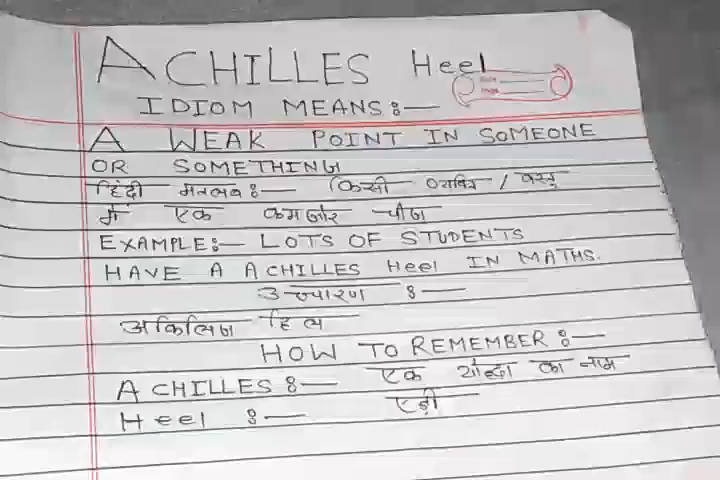 ACHILLES Heel
IDIOM MEANS:—
A WEAK POINT IN SOMEONE
OR SOMETHING
हिंदी मतलब:— किसी व्यक्ति / वस्तु
में एक कमजोर चीज
EXAMPLE:— LOTS OF STUDENTS
HAVE A ACHILLES Heel IN MATHS.
उच्चारण :—
अकिलिज हिल
HOW TO REMEMBER:—
ACHILLES:— एक योद्धा का नाम
Heel :— एड़ी